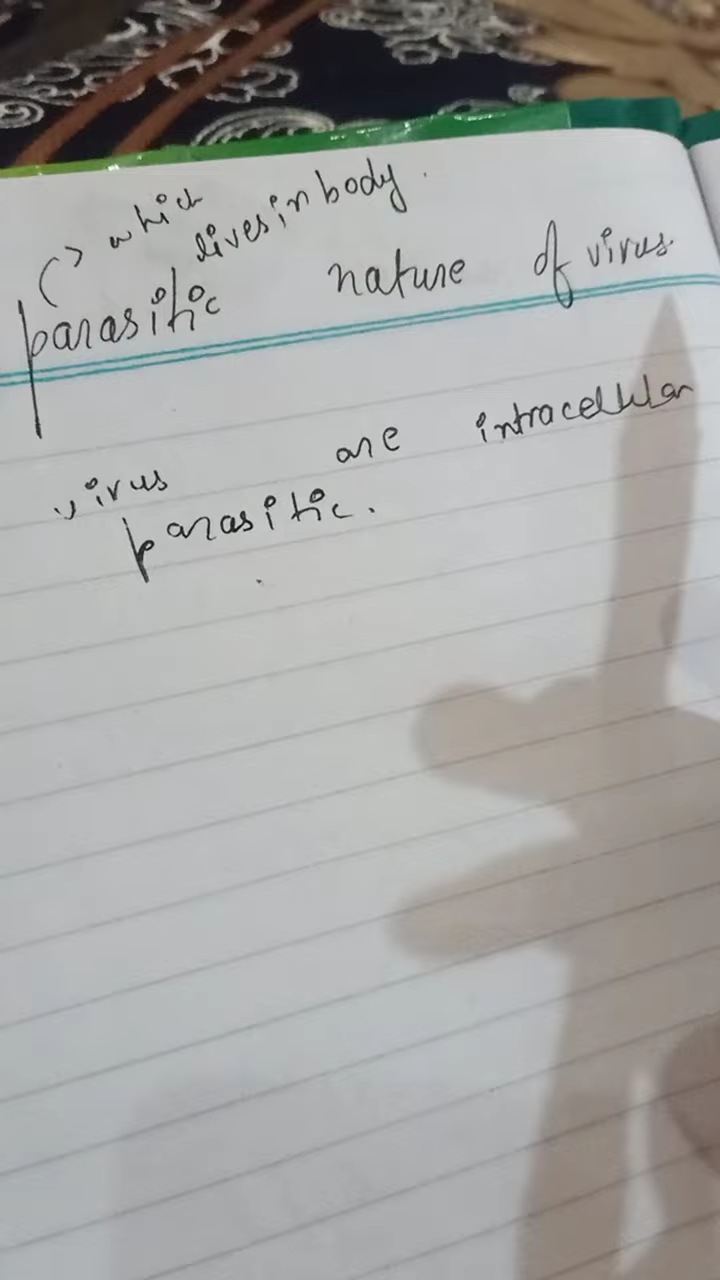 which
lives in body.
parasitic nature of virus.
virus are intracellular
parasitic.